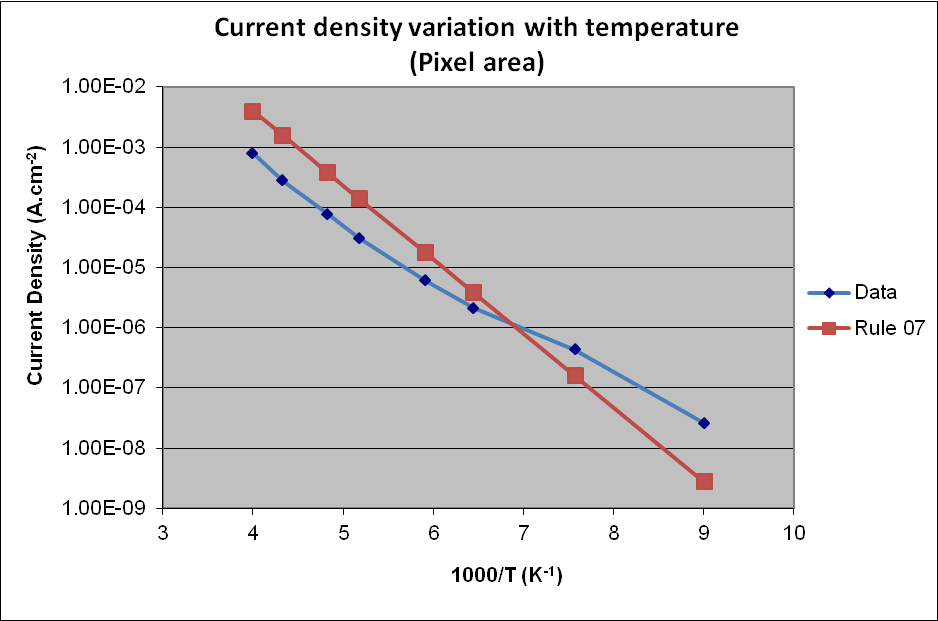 Current density variation with temperature
(Pixel area)
1.00E-02
1.00E-03
1.00E-04
1.00E-05
1.00E-06
1.00E-07
1.00E-08
1.00E-09
Current Density (A.cm-2)
3 4 5 6 7 8 9 10
1000/T (K-1)
Data
Rule 07